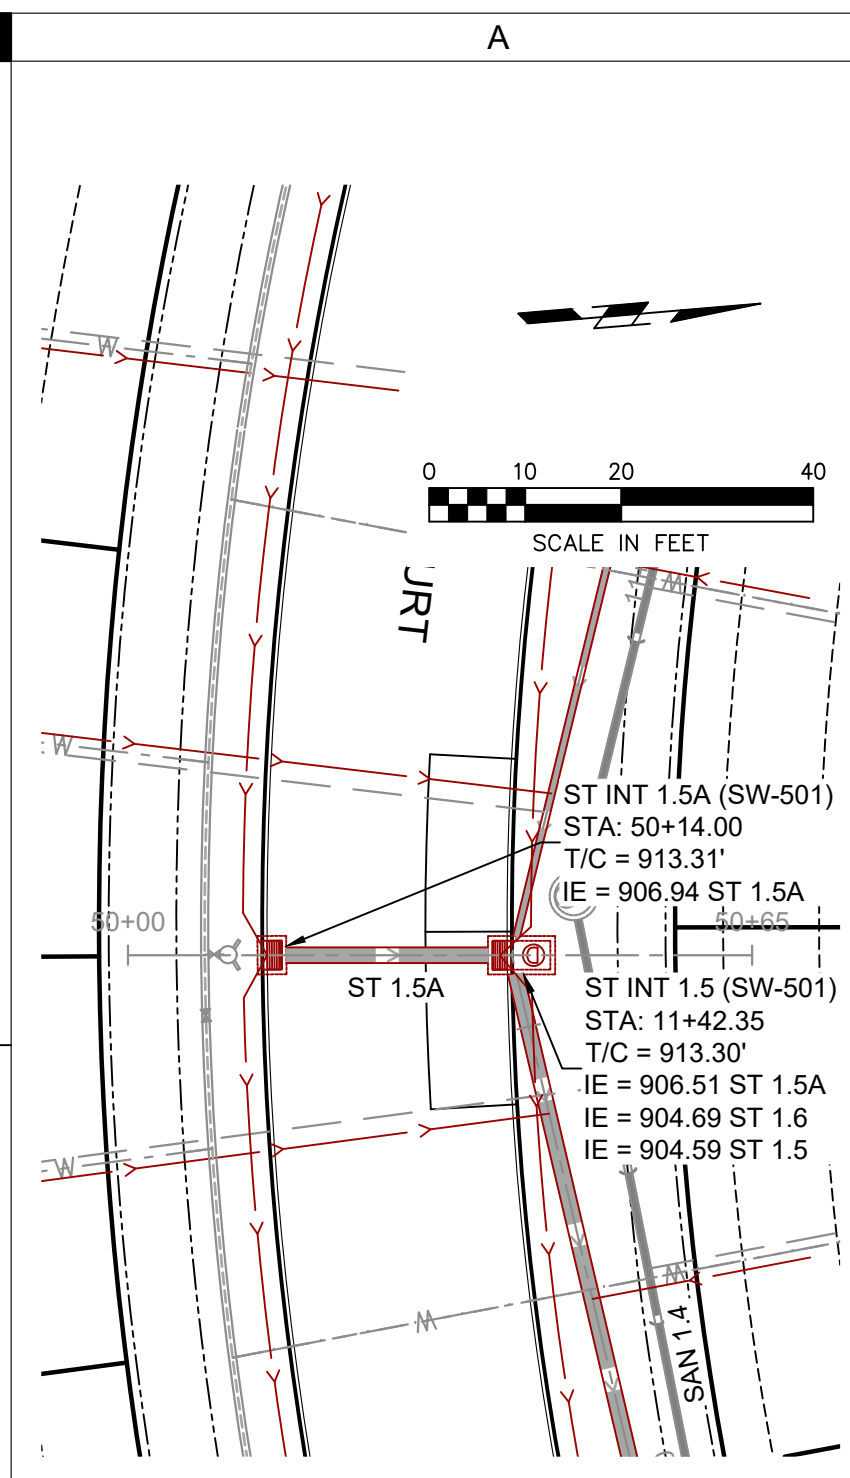 A
0 10 20 40
SCALE IN FEET
URT
W
W
W
W
W
W
ST INT 1.5A (SW-501)
STA: 50+14.00
T/C = 913.31'
IE = 906.94 ST 1.5A
50+00
50+65
ST 1.5A
ST INT 1.5 (SW-501)
STA: 11+42.35
T/C = 913.30'
IE = 906.51 ST 1.5A
IE = 904.69 ST 1.6
IE = 904.59 ST 1.5
SAN 1.4